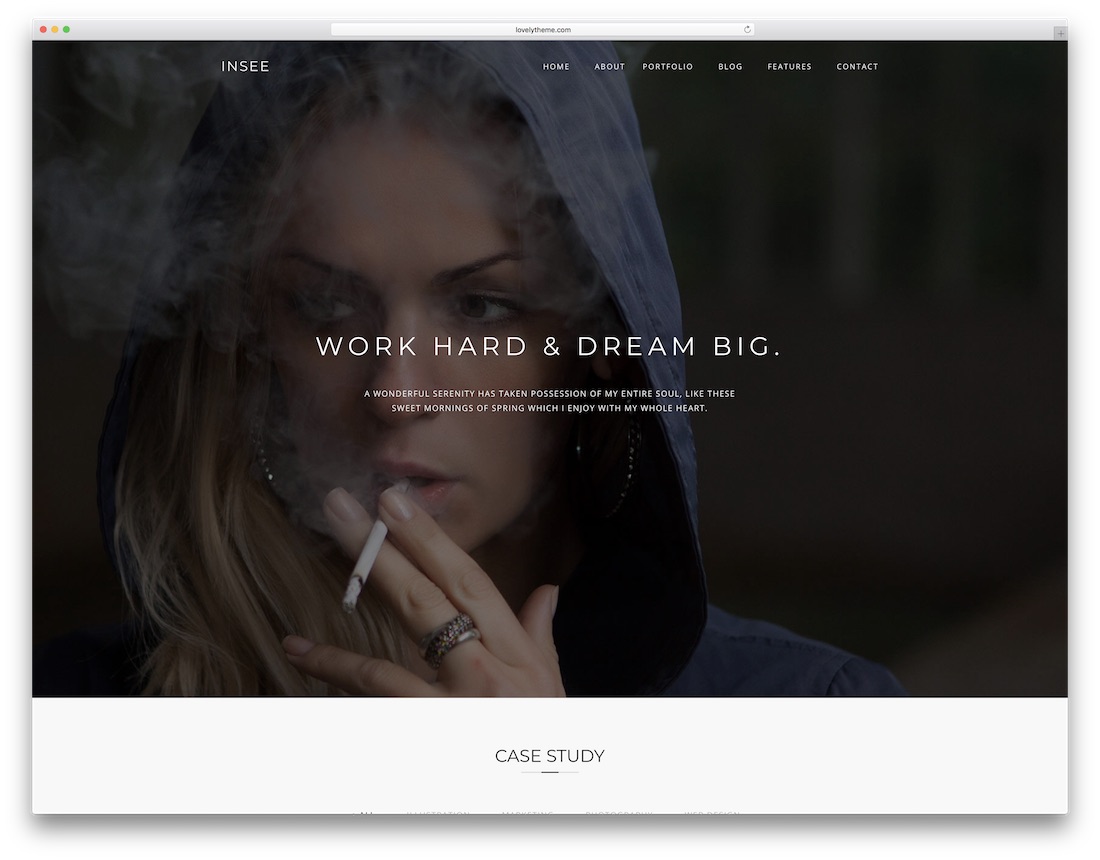 lovelytheme.com
INSEE
HOME ABOUT PORTFOLIO BLOG FEATURES CONTACT
WORK HARD & DREAM BIG.
A WONDERFUL SERENITY HAS TAKEN POSSESSION OF MY ENTIRE SOUL, LIKE THESE
SWEET MORNINGS OF SPRING WHICH I ENJOY WITH MY WHOLE HEART.
CASE STUDY